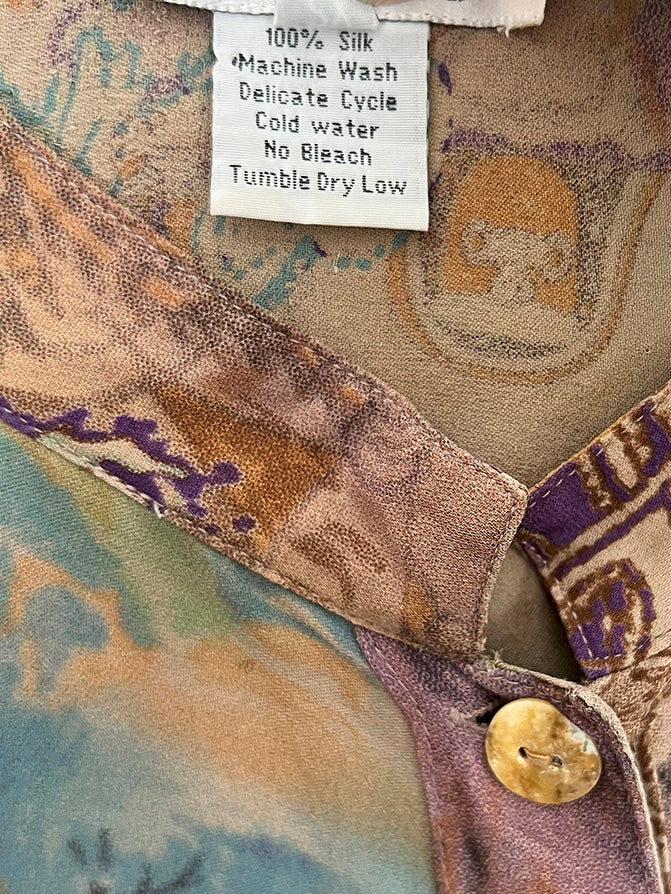 100% Silk
Machine Wash
Delicate Cycle
Cold water
No Bleach
Tumble Dry Low